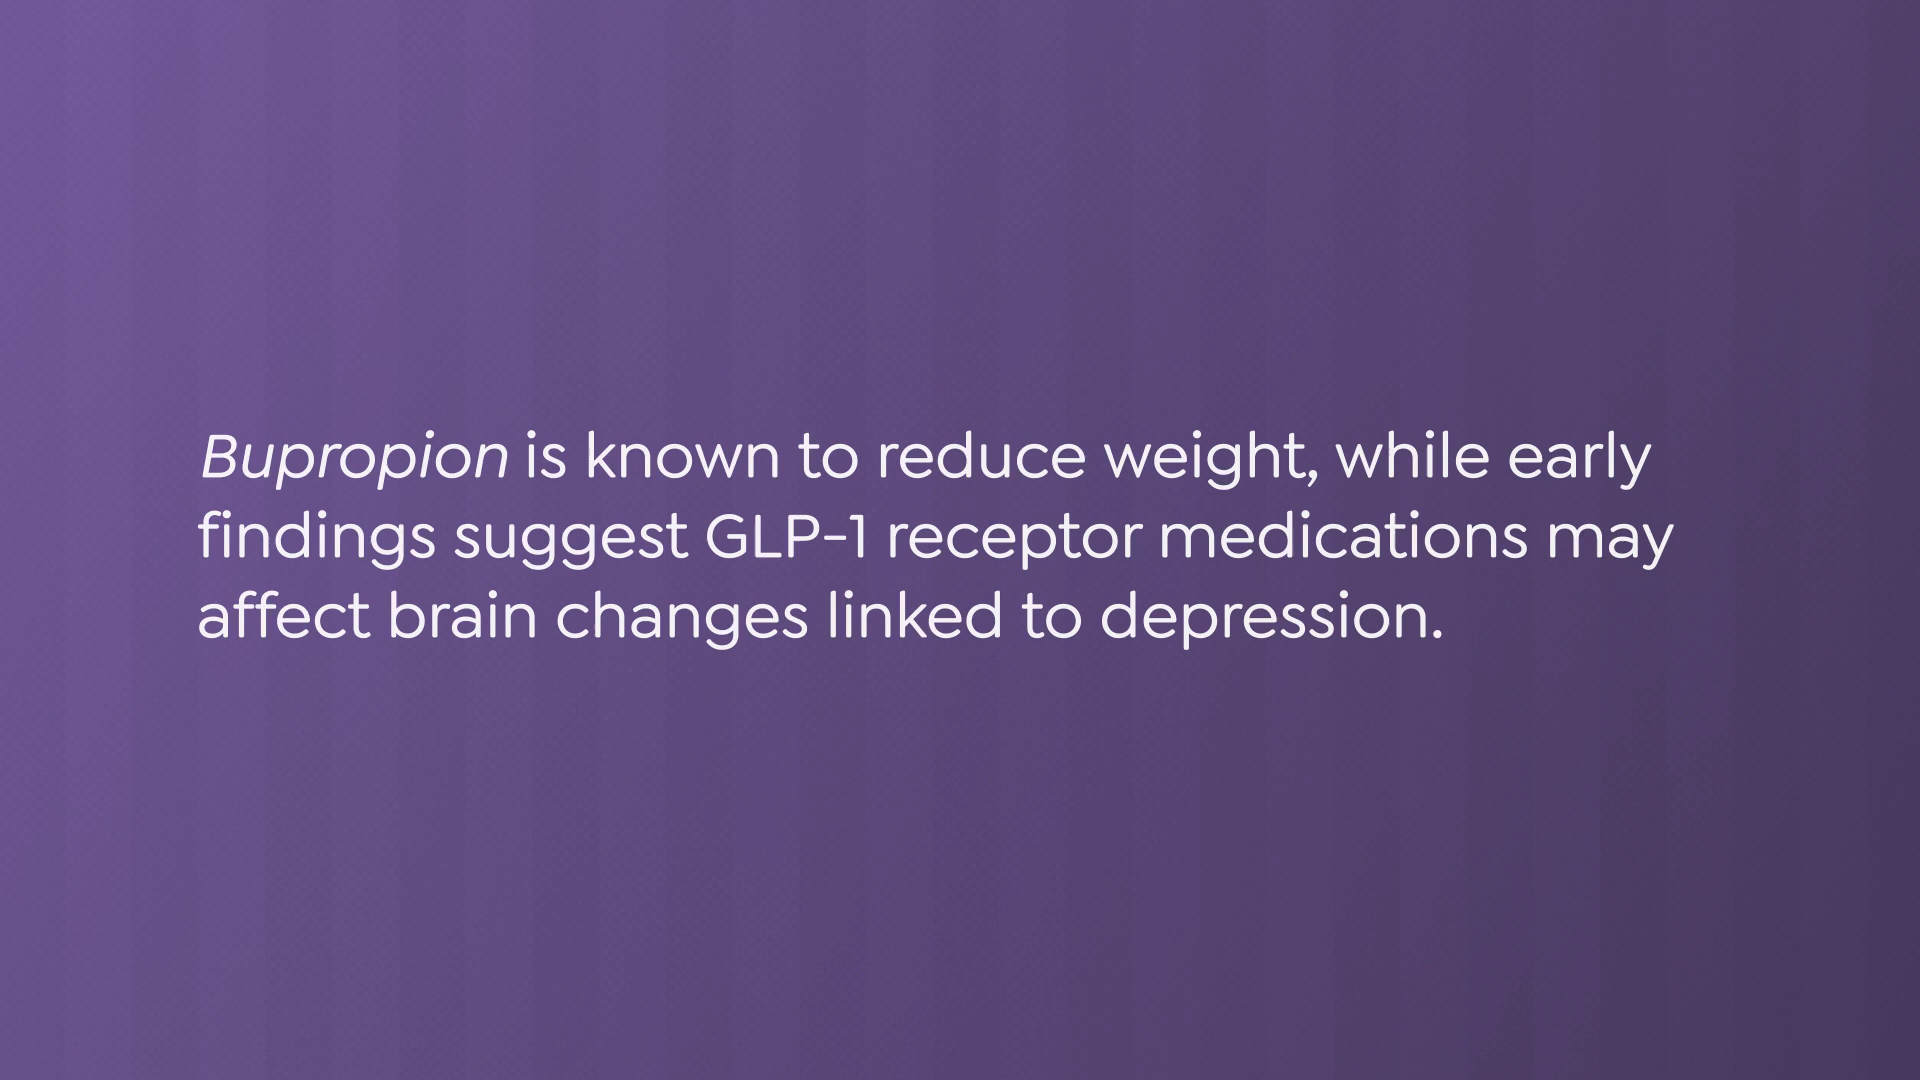 Bupropion is known to reduce weight, while early
findings suggest GLP-1 receptor medications may
affect brain changes linked to depression.